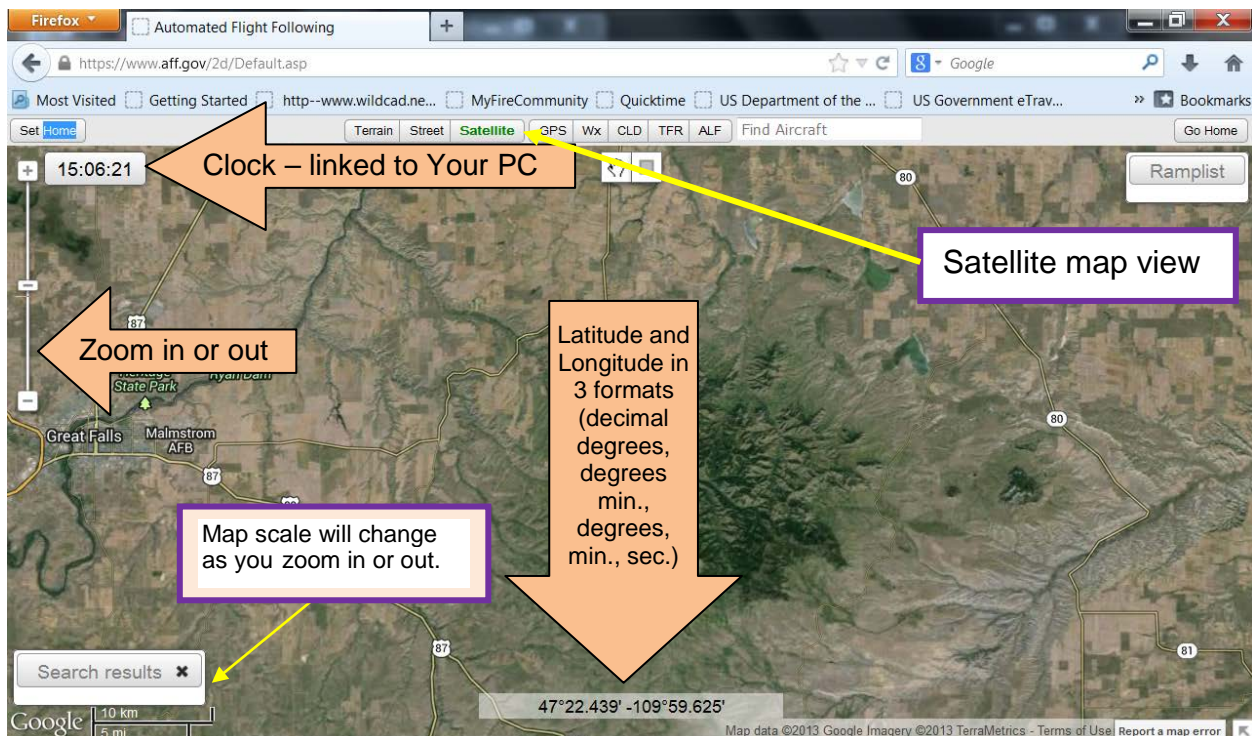 Firefox
Automated Flight Following
+
https://www.aff.gov/2d/Default.asp
Google
Most Visited Getting Started http--www.wildcad.ne... MyFireCommunity Quicktime US Department of the ... US Government eTrav... » Bookmarks
Set Home Terrain Street Satellite GPS Wx CLD TFR ALF Find Aircraft Go Home
15:06:21
Clock – linked to Your PC
Ramplist
80
Satellite map view
87
Zoom in or out
State Park
Ryan Dam
Great Falls
Malmstrom
AFB
87
Latitude and
Longitude in
3 formats
(decimal
degrees,
degrees
min.,
degrees,
min., sec.)
80
Map scale will change
as you zoom in or out.
87
81
Search results ×
47°22.439' -109°59.625'
Google
10 km
5 mi
Map data ©2013 Google Imagery ©2013 TerraMetrics - Terms of Use Report a map error